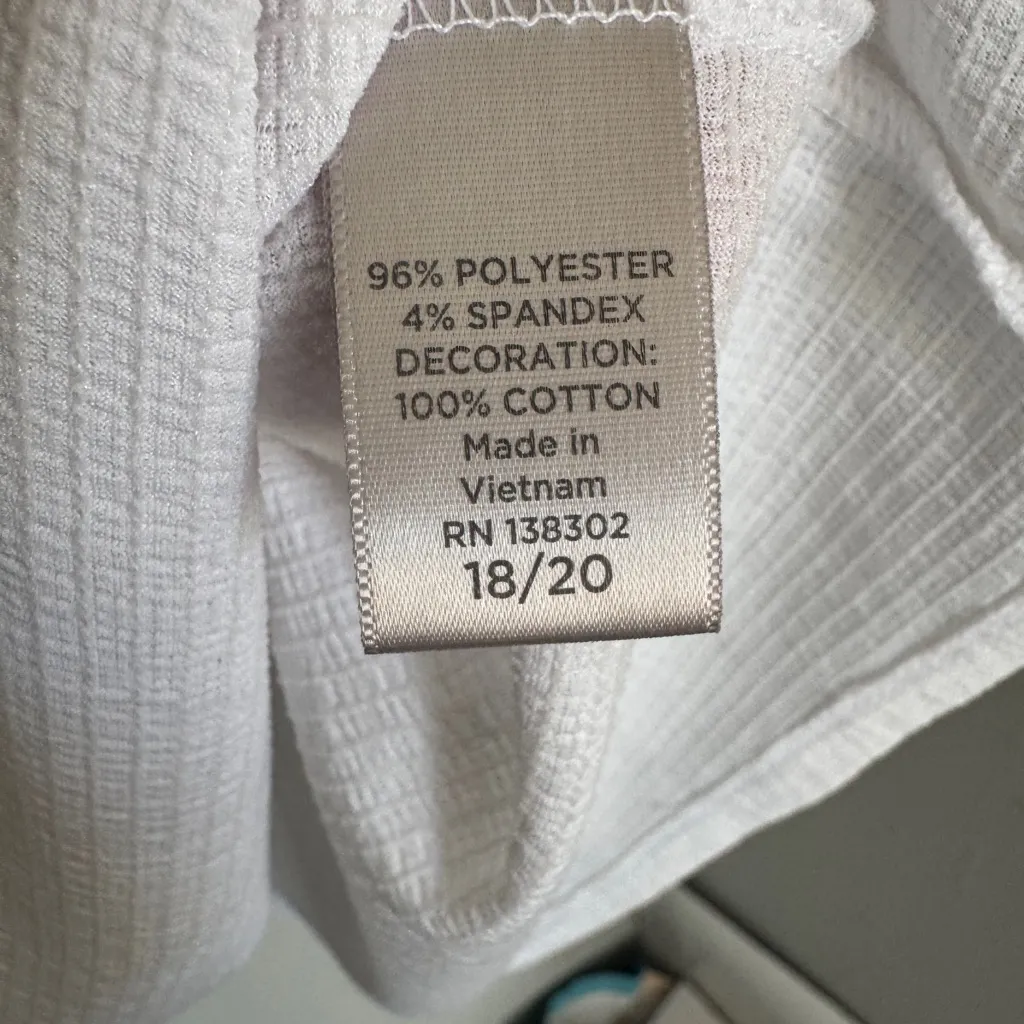 96% POLYESTER
4% SPANDEX
DECORATION:
100% COTTON
Made in
Vietnam
RN 138302
18/20